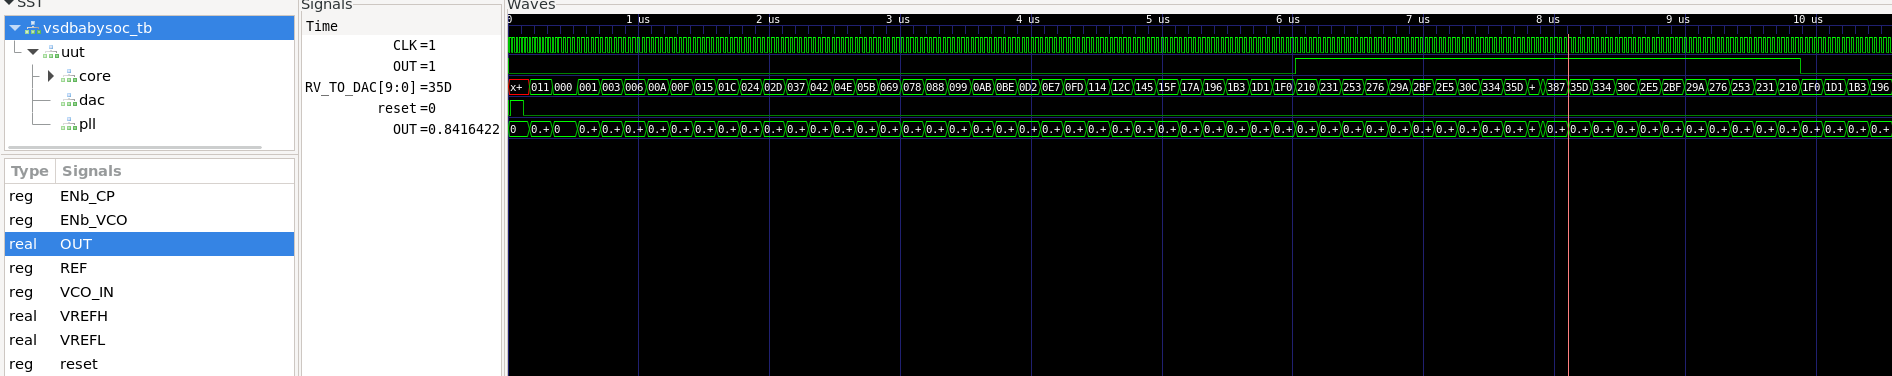 SST
vsdbabysoc_tb
uut
core
dac
pll
Type Signals
reg ENb_CP
reg ENb_VCO
real OUT
reg REF
reg VCO_IN
real VREFH
real VREFL
reg reset
Signals
Time
CLK=1
OUT=1
RV_TO_DAC[9:0]=35D
reset=0
OUT=0.8416422
Waves
0 1 us 2 us 3 us 4 us 5 us 6 us 7 us 8 us 9 us 10 us
x+ 011 000 001 003 006 00A 00F 015 01C 024 02D 037 042 04E 05B 069 078 088 099 0AB 0BE 0D2 0E7 0FD 114 12C 145 15F 17A 196 1B3 1D1 1F0 210 231 253 276 29A 2BF 2E5 30C 334 35D + 387 35D 334 30C 2E5 2BF 29A 276 253 231 210 1F0 1D1 1B3 196
0 0.+ 0 0.+ 0.+ 0.+ 0.+ 0.+ 0.+ 0.+ 0.+ 0.+ 0.+ 0.+ 0.+ 0.+ 0.+ 0.+ 0.+ 0.+ 0.+ 0.+ 0.+ 0.+ 0.+ 0.+ 0.+ 0.+ 0.+ 0.+ 0.+ 0.+ 0.+ 0.+ 0.+ 0.+ 0.+ 0.+ 0.+ 0.+ 0.+ 0.+ 0.+ 0.+ + 0.+ 0.+ 0.+ 0.+ 0.+ 0.+ 0.+ 0.+ 0.+ 0.+ 0.+ 0.+ 0.+ 0.+ 0.+